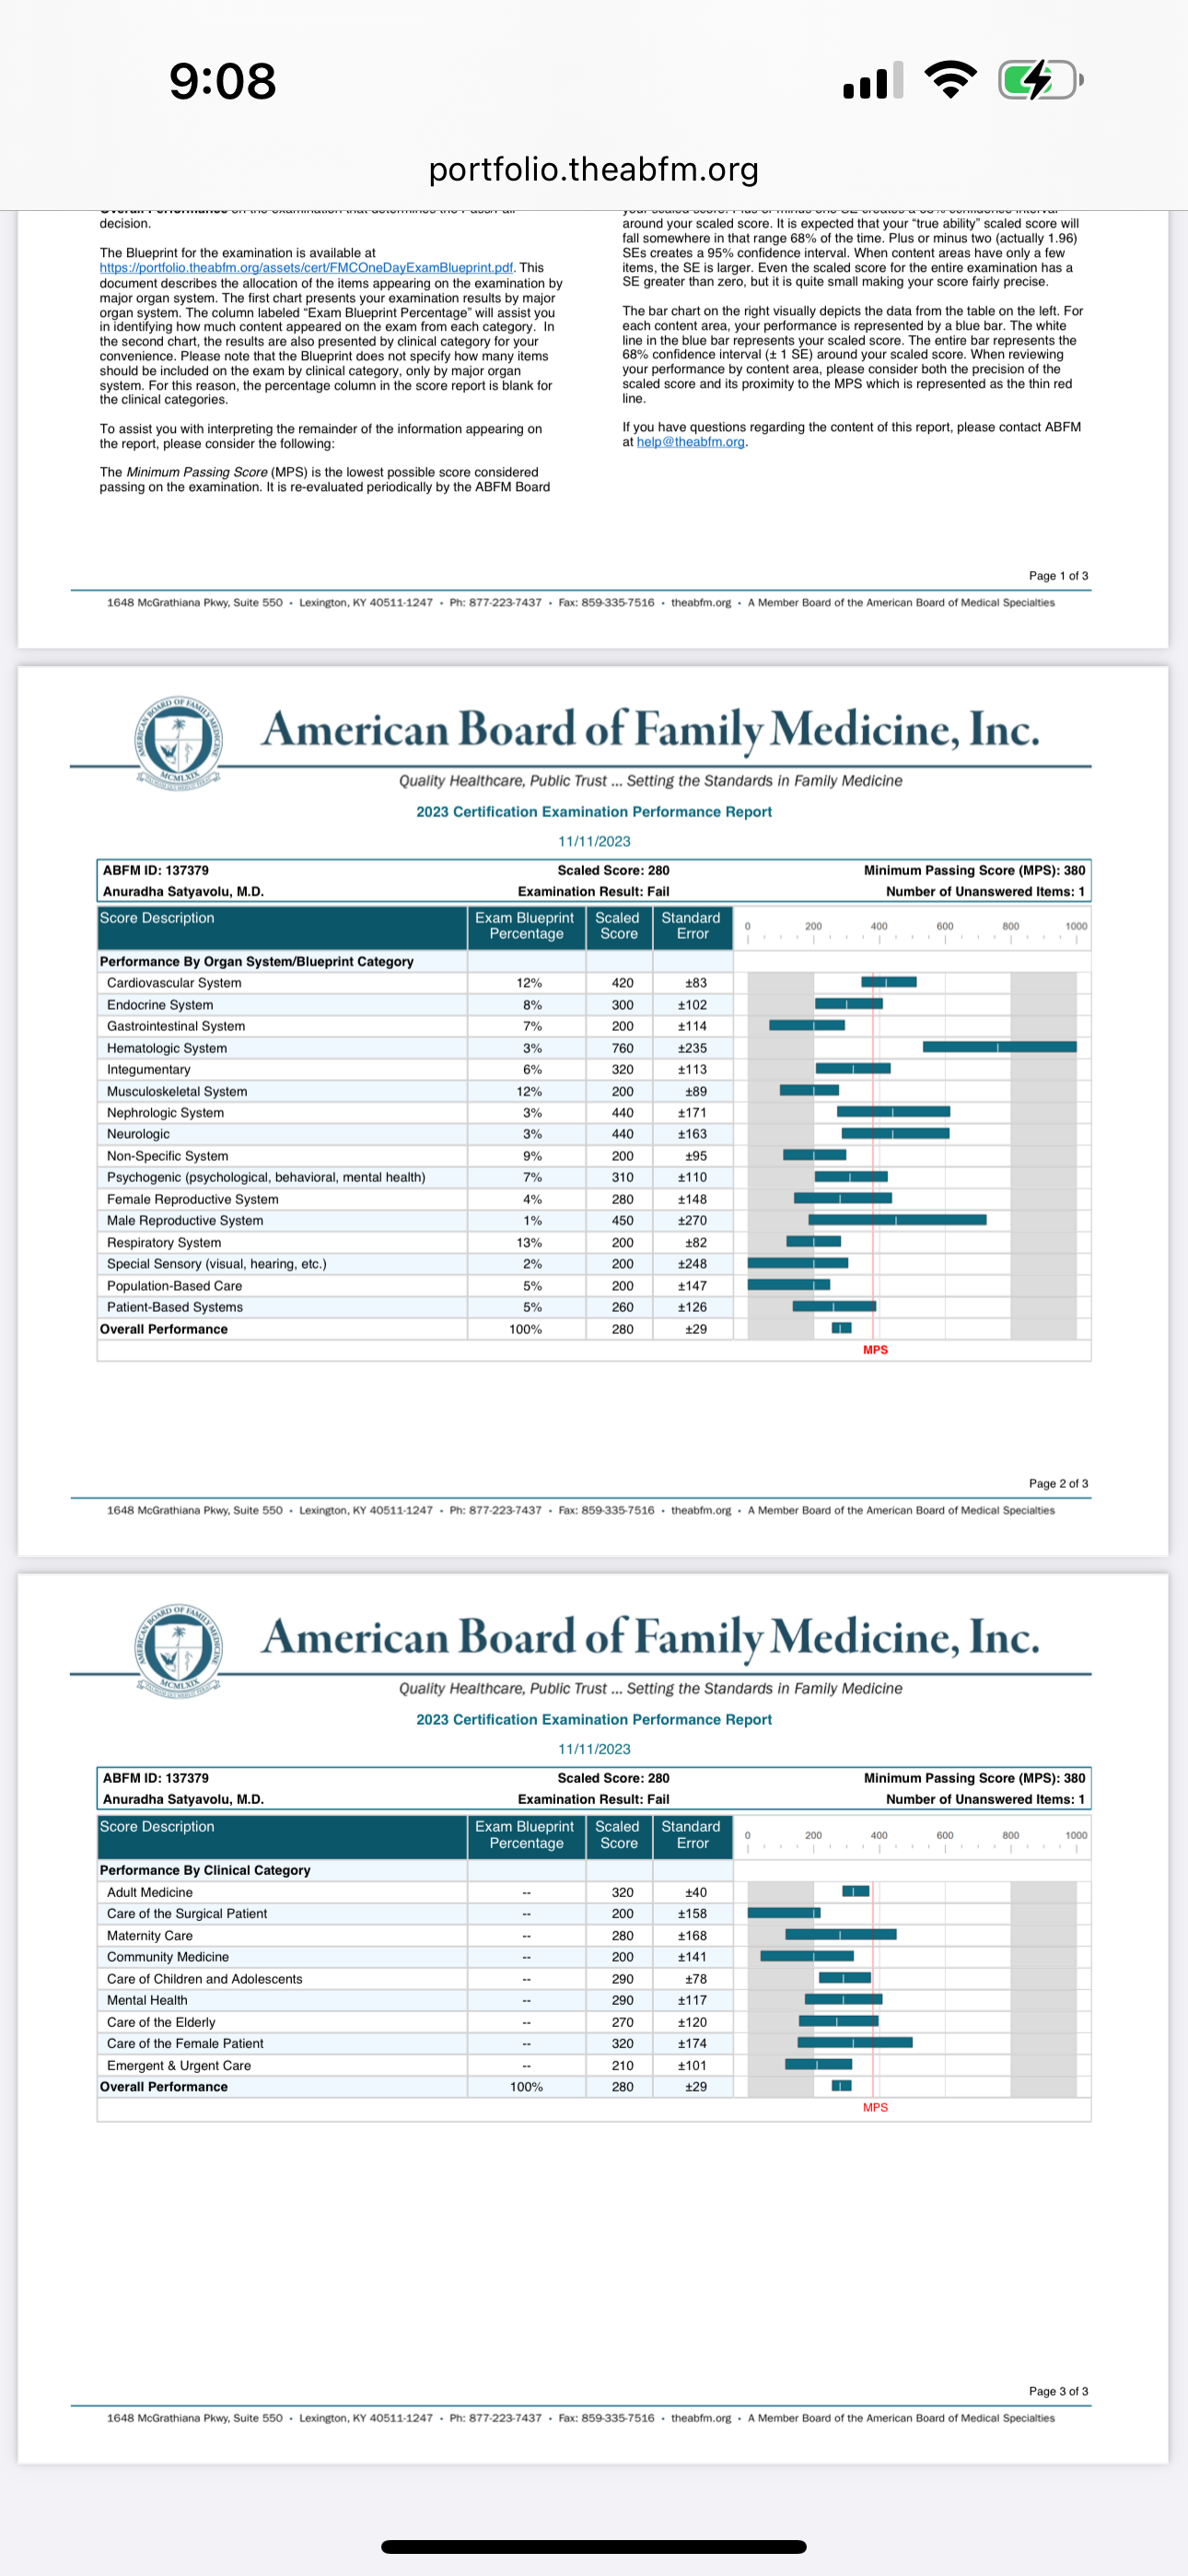 9:08
portfolio.theabfm.org
decision.
The Blueprint for the examination is available at
https://portfolio.theabfm.org/assets/cert/FMCOneDayExamBlueprint.pdf. This
document describes the allocation of the items appearing on the examination by
major organ system. The first chart presents your examination results by major
organ system. The column labeled “Exam Blueprint Percentage” will assist you
in identifying how much content appeared on the exam from each category. In
the second chart, the results are also presented by clinical category for your
convenience. Please note that the Blueprint does not specify how many items
should be included on the exam by clinical category, only by major organ
system. For this reason, the percentage column in the score report is blank for
the clinical categories.
To assist you with interpreting the remainder of the information appearing on
the report, please consider the following:
The Minimum Passing Score (MPS) is the lowest possible score considered
passing on the examination. It is re-evaluated periodically by the ABFM Board
around your scaled score. It is expected that your “true ability” scaled score will
fall somewhere in that range 68% of the time. Plus or minus two (actually 1.96)
SEs creates a 95% confidence interval. When content areas have only a few
items, the SE is larger. Even the scaled score for the entire examination has a
SE greater than zero, but it is quite small making your score fairly precise.
The bar chart on the right visually depicts the data from the table on the left. For
each content area, your performance is represented by a blue bar. The white
line in the blue bar represents your scaled score. The entire bar represents the
68% confidence interval (± 1 SE) around your scaled score. When reviewing
your performance by content area, please consider both the precision of the
scaled score and its proximity to the MPS which is represented as the thin red
line.
If you have questions regarding the content of this report, please contact ABFM
at help@theabfm.org.
Page 1 of 3
1648 McGrathiana Pkwy, Suite 550 • Lexington, KY 40511-1247 • Ph: 877-223-7437 • Fax: 859-335-7516 • theabfm.org • A Member Board of the American Board of Medical Specialties
American Board of Family Medicine, Inc.
Quality Healthcare, Public Trust ... Setting the Standards in Family Medicine
2023 Certification Examination Performance Report
11/11/2023
ABFM ID: 137379 Scaled Score: 280 Minimum Passing Score (MPS): 380
Anuradha Satyavolu, M.D. Examination Result: Fail Number of Unanswered Items: 1
Score Description Exam Blueprint Percentage Scaled Score Standard Error 0 200 400 600 800 1000
Performance By Organ System/Blueprint Category
Cardiovascular System 12% 420 ±83
Endocrine System 8% 300 ±102
Gastrointestinal System 7% 200 ±114
Hematologic System 3% 760 ±235
Integumentary 6% 320 ±113
Musculoskeletal System 12% 200 ±89
Nephrologic System 3% 440 ±171
Neurologic 3% 440 ±163
Non-Specific System 9% 200 ±95
Psychogenic (psychological, behavioral, mental health) 7% 310 ±110
Female Reproductive System 4% 280 ±148
Male Reproductive System 1% 450 ±270
Respiratory System 13% 200 ±82
Special Sensory (visual, hearing, etc.) 2% 200 ±248
Population-Based Care 5% 200 ±147
Patient-Based Systems 5% 260 ±126
Overall Performance 100% 280 ±29
MPS
Page 2 of 3
1648 McGrathiana Pkwy, Suite 550 • Lexington, KY 40511-1247 • Ph: 877-223-7437 • Fax: 859-335-7516 • theabfm.org • A Member Board of the American Board of Medical Specialties
American Board of Family Medicine, Inc.
Quality Healthcare, Public Trust ... Setting the Standards in Family Medicine
2023 Certification Examination Performance Report
11/11/2023
ABFM ID: 137379 Scaled Score: 280 Minimum Passing Score (MPS): 380
Anuradha Satyavolu, M.D. Examination Result: Fail Number of Unanswered Items: 1
Score Description Exam Blueprint Percentage Scaled Score Standard Error 0 200 400 600 800 1000
Performance By Clinical Category
Adult Medicine -- 320 ±40
Care of the Surgical Patient -- 200 ±158
Maternity Care -- 280 ±168
Community Medicine -- 200 ±141
Care of Children and Adolescents -- 290 ±78
Mental Health -- 290 ±117
Care of the Elderly -- 270 ±120
Care of the Female Patient -- 320 ±174
Emergent & Urgent Care -- 210 ±101
Overall Performance 100% 280 ±29
MPS
Page 3 of 3
1648 McGrathiana Pkwy, Suite 550 • Lexington, KY 40511-1247 • Ph: 877-223-7437 • Fax: 859-335-7516 • theabfm.org • A Member Board of the American Board of Medical Specialties